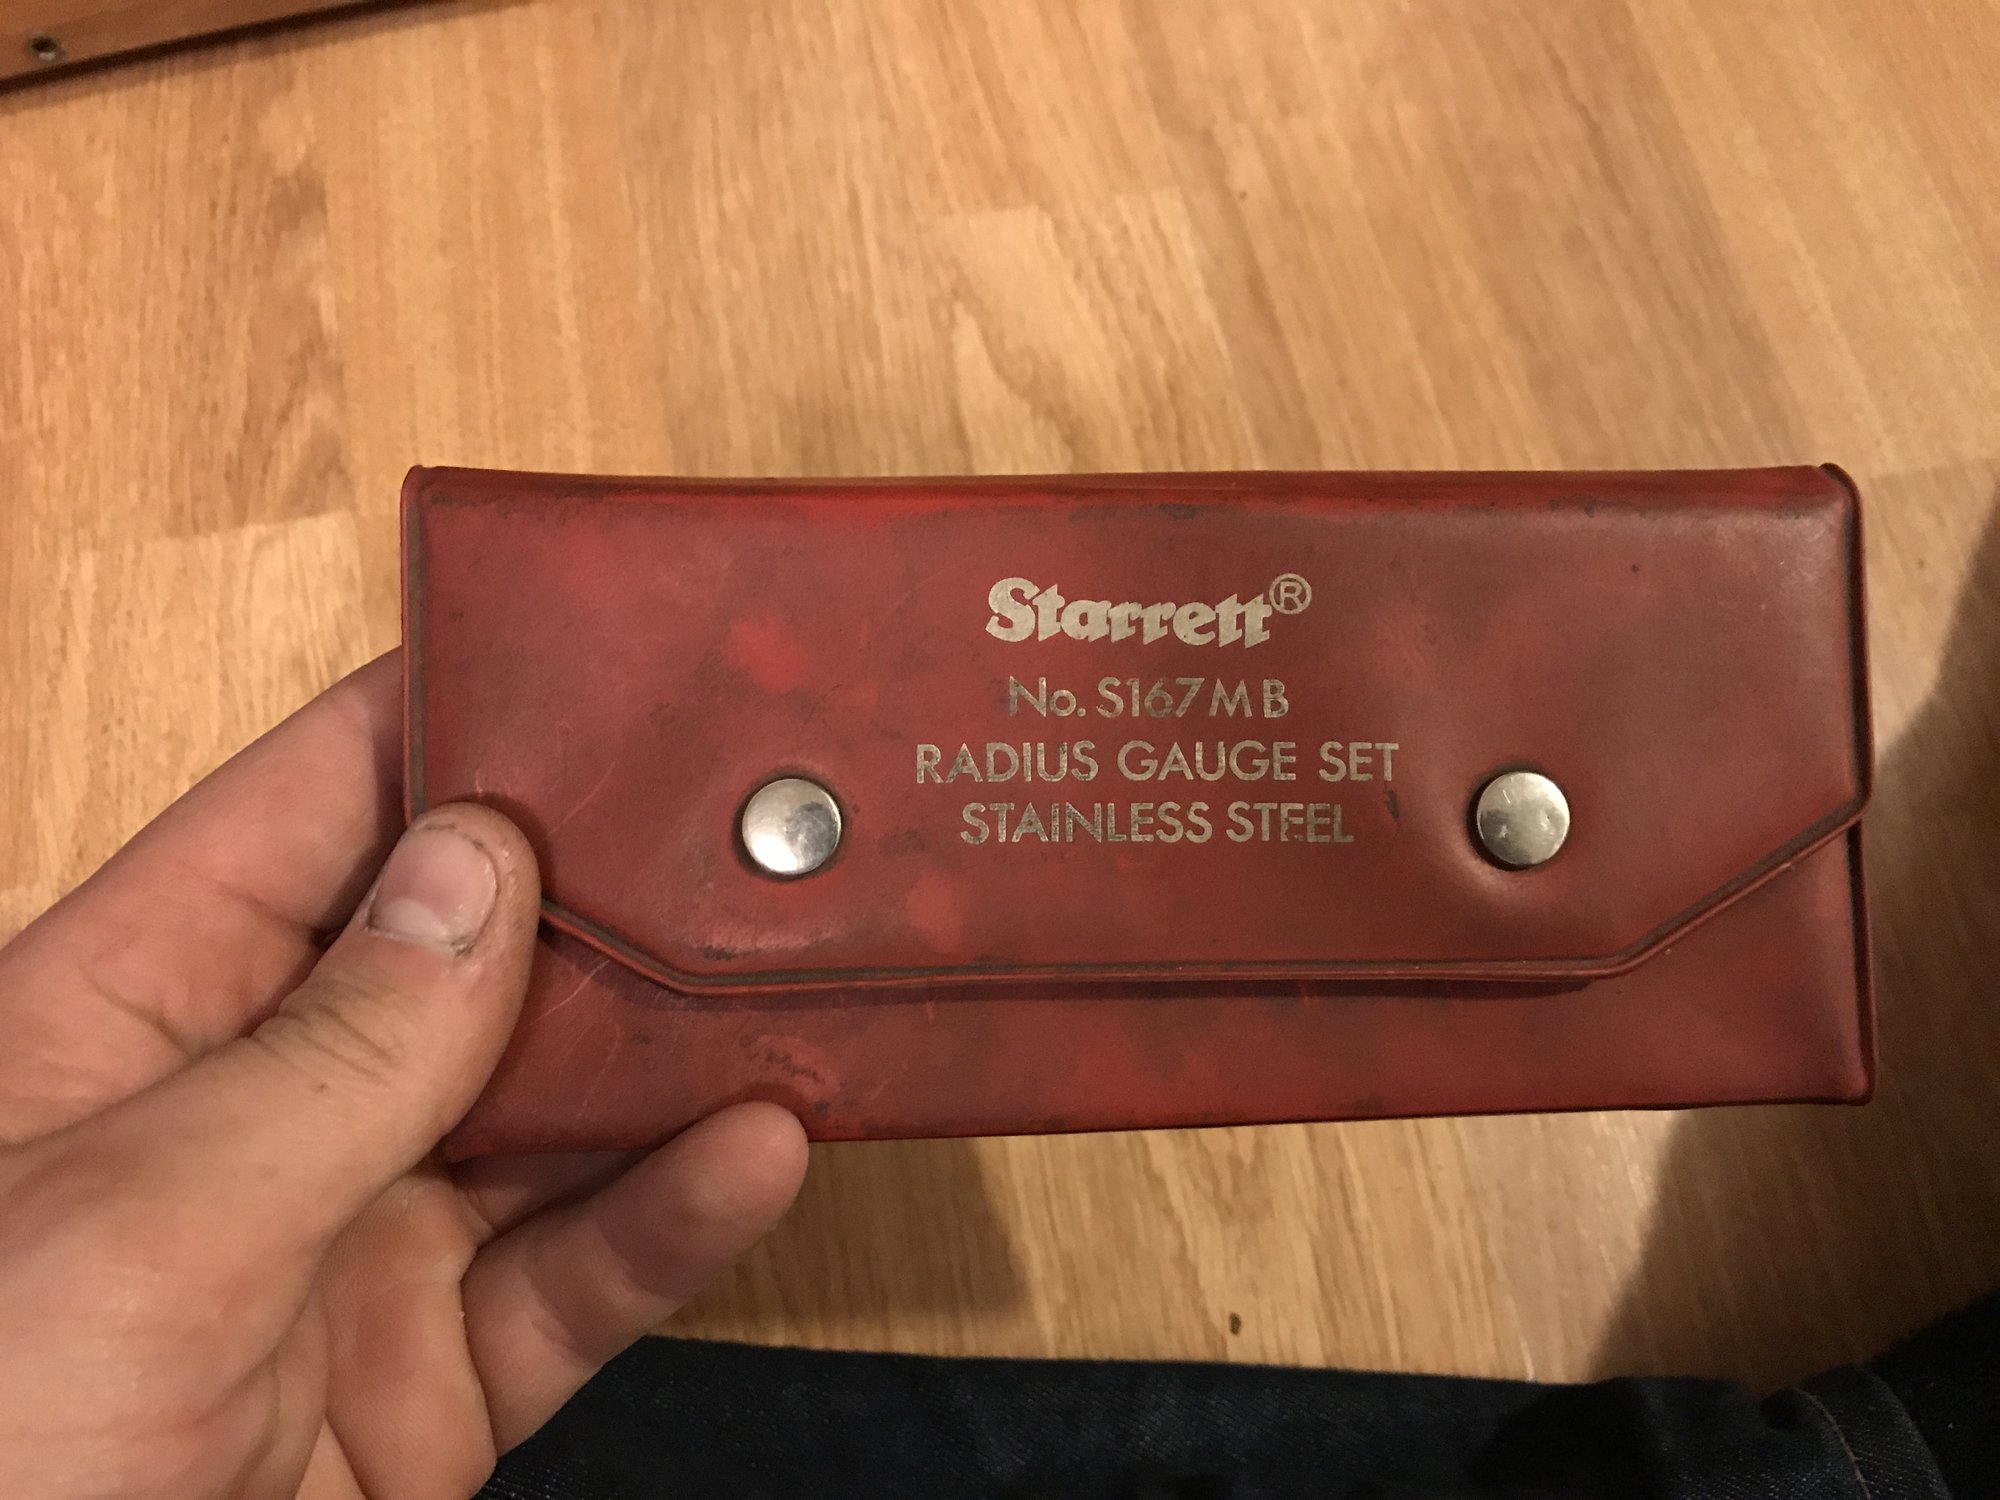 Starrett®
No. S167MB
RADIUS GAUGE SET
STAINLESS STEEL